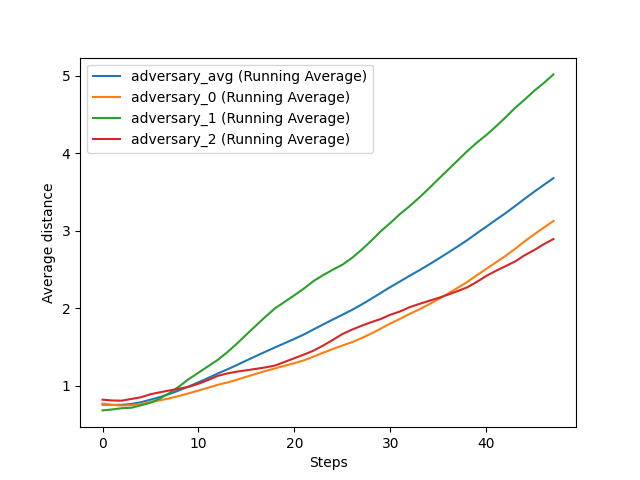 adversary_avg (Running Average)
adversary_0 (Running Average)
adversary_1 (Running Average)
adversary_2 (Running Average)
5
4
3
2
1
Average distance
0 10 20 30 40
Steps